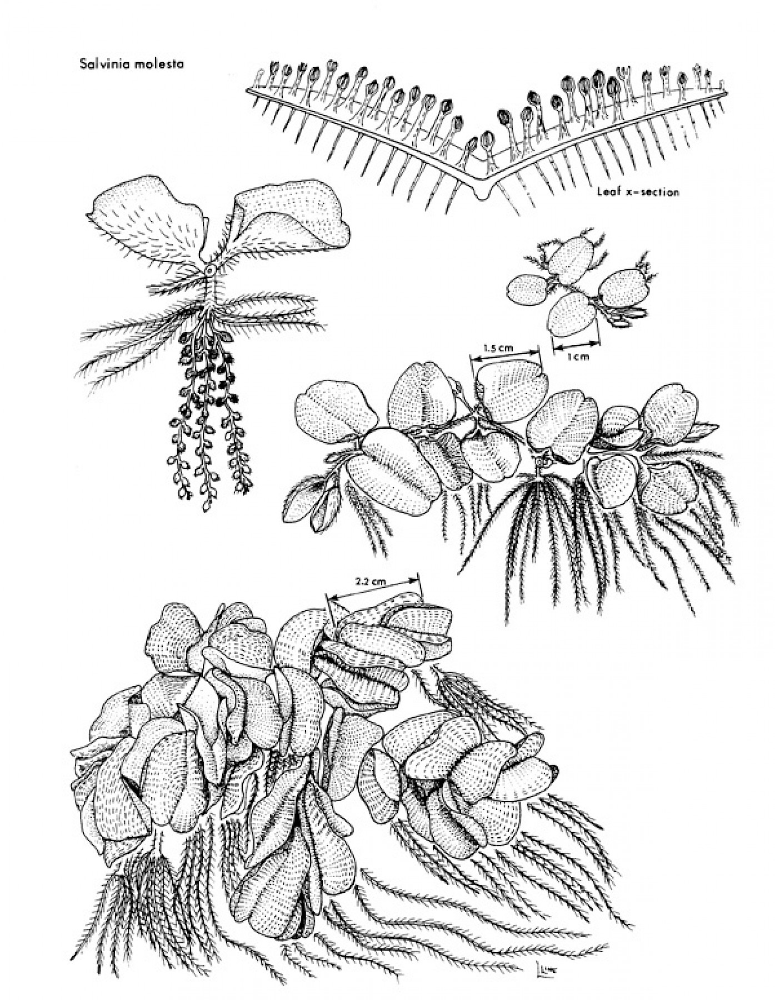 Salvinia molesta
Leaf x-section
1.5 cm
1 cm
2.2 cm